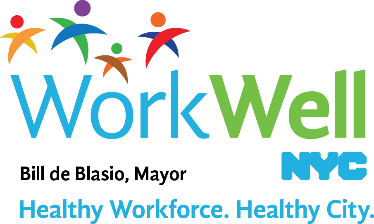 WorkWell
NYC
Bill de Blasio, Mayor
Healthy Workforce. Healthy City.